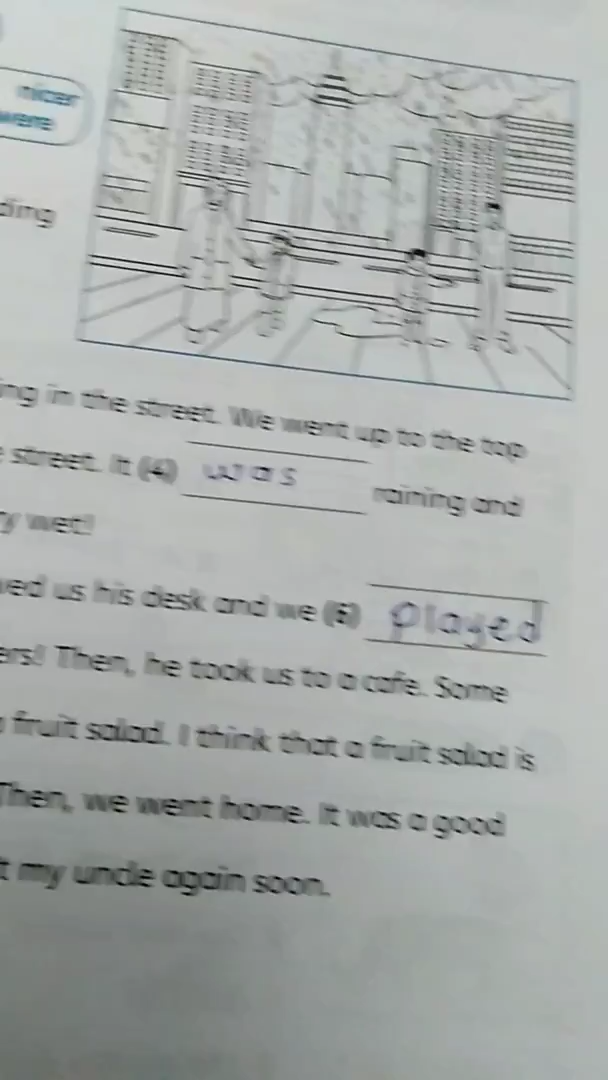 nicer
were
ding
ing in the street. We went up to the top
street. It (4) was raining and
y wet!
ved us his desk and we (5) played
ers! Then, he took us to a cafe. Some
fruit salad. I think that a fruit salad is
Then, we went home. It was a good
t my uncle again soon.